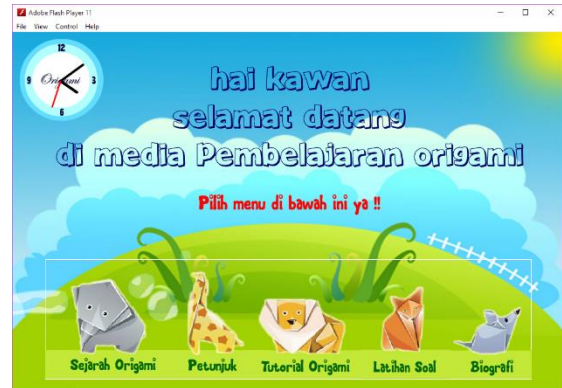 Adobe Flash Player 11
File View Control Help
12
9 Origami 3
6
hai kawan
selamat datang
di media Pembelajaran origami
Pilih menu di bawah ini ya !!
Sejarah Origami Petunjuk Tutorial Origami Latihan Soal Biografi